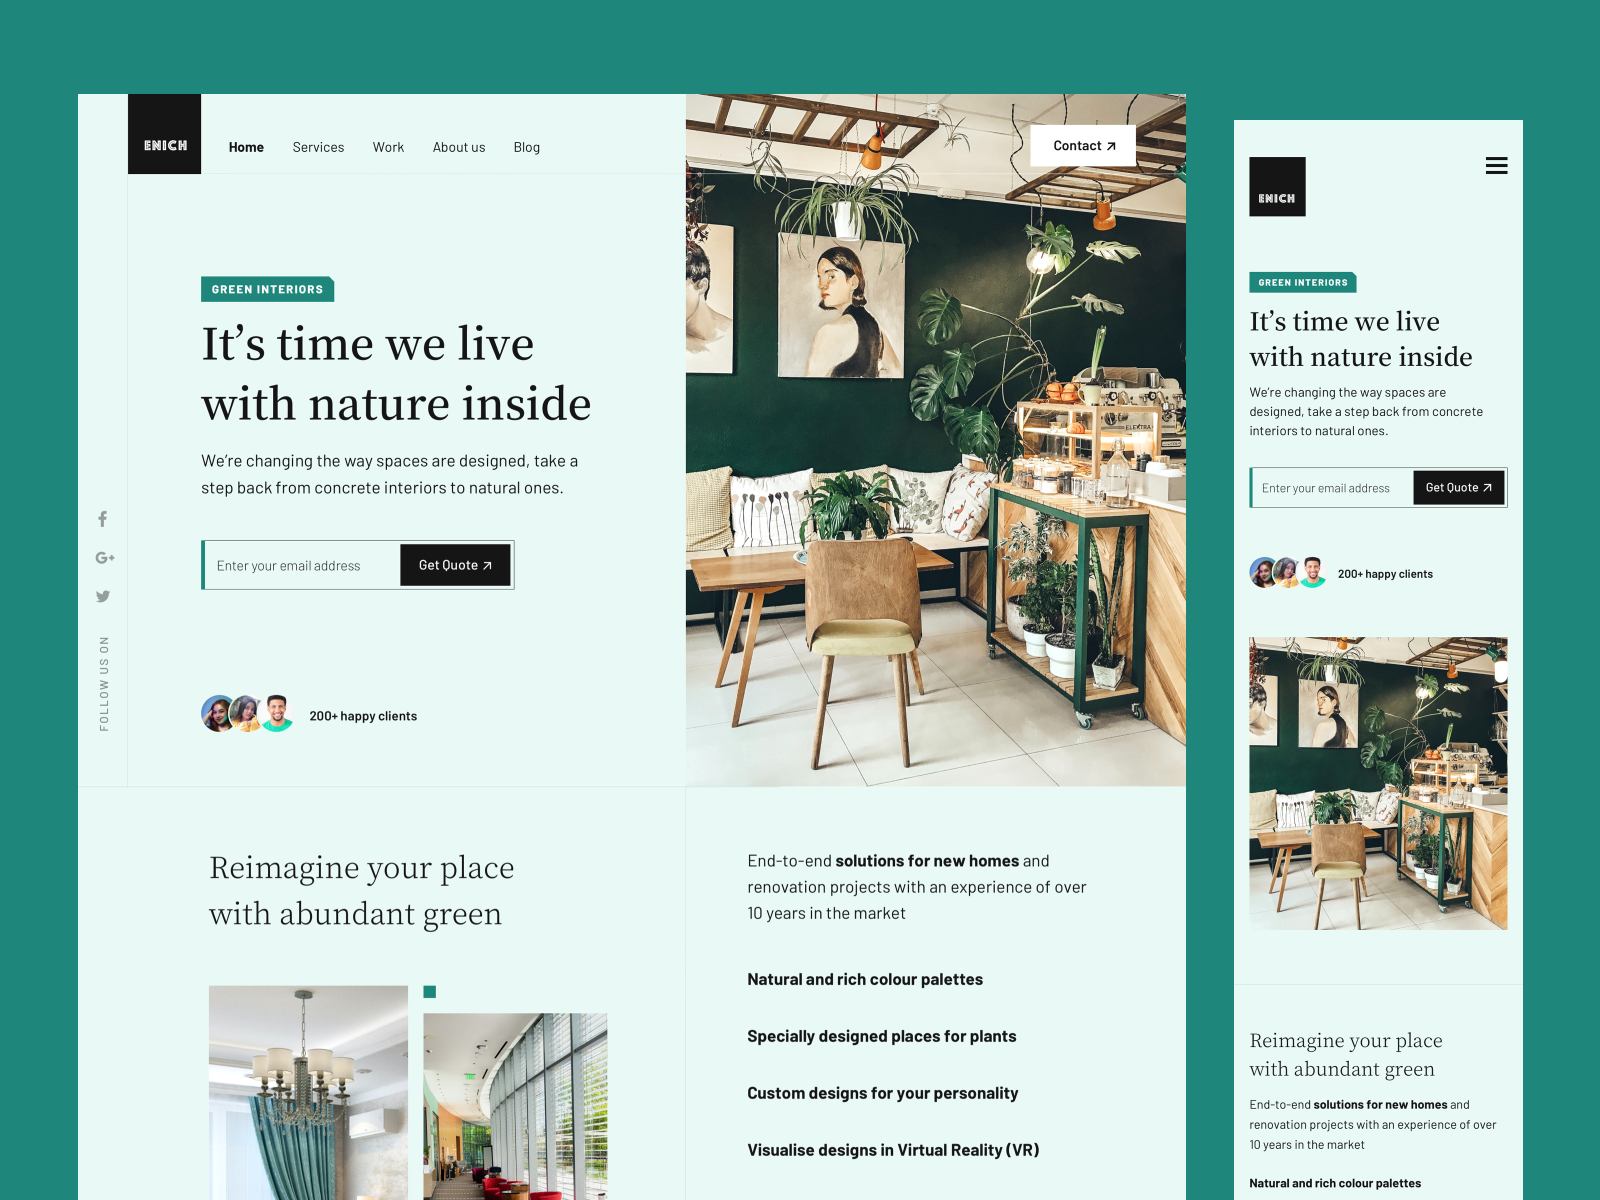 ENICH
Home Services Work About us Blog
Contact
GREEN INTERIORS
It’s time we live
with nature inside
We’re changing the way spaces are designed, take a
step back from concrete interiors to natural ones.
Enter your email address
Get Quote
FOLLOW US ON
200+ happy clients
ELEKTRA
Reimagine your place
with abundant green
End-to-end solutions for new homes and
renovation projects with an experience of over
10 years in the market
Natural and rich colour palettes
Specially designed places for plants
Custom designs for your personality
Visualise designs in Virtual Reality (VR)
ENICH
GREEN INTERIORS
It’s time we live
with nature inside
We’re changing the way spaces are
designed, take a step back from concrete
interiors to natural ones.
Enter your email address
Get Quote
200+ happy clients
Reimagine your place
with abundant green
End-to-end solutions for new homes and
renovation projects with an experience of over
10 years in the market
Natural and rich colour palettes